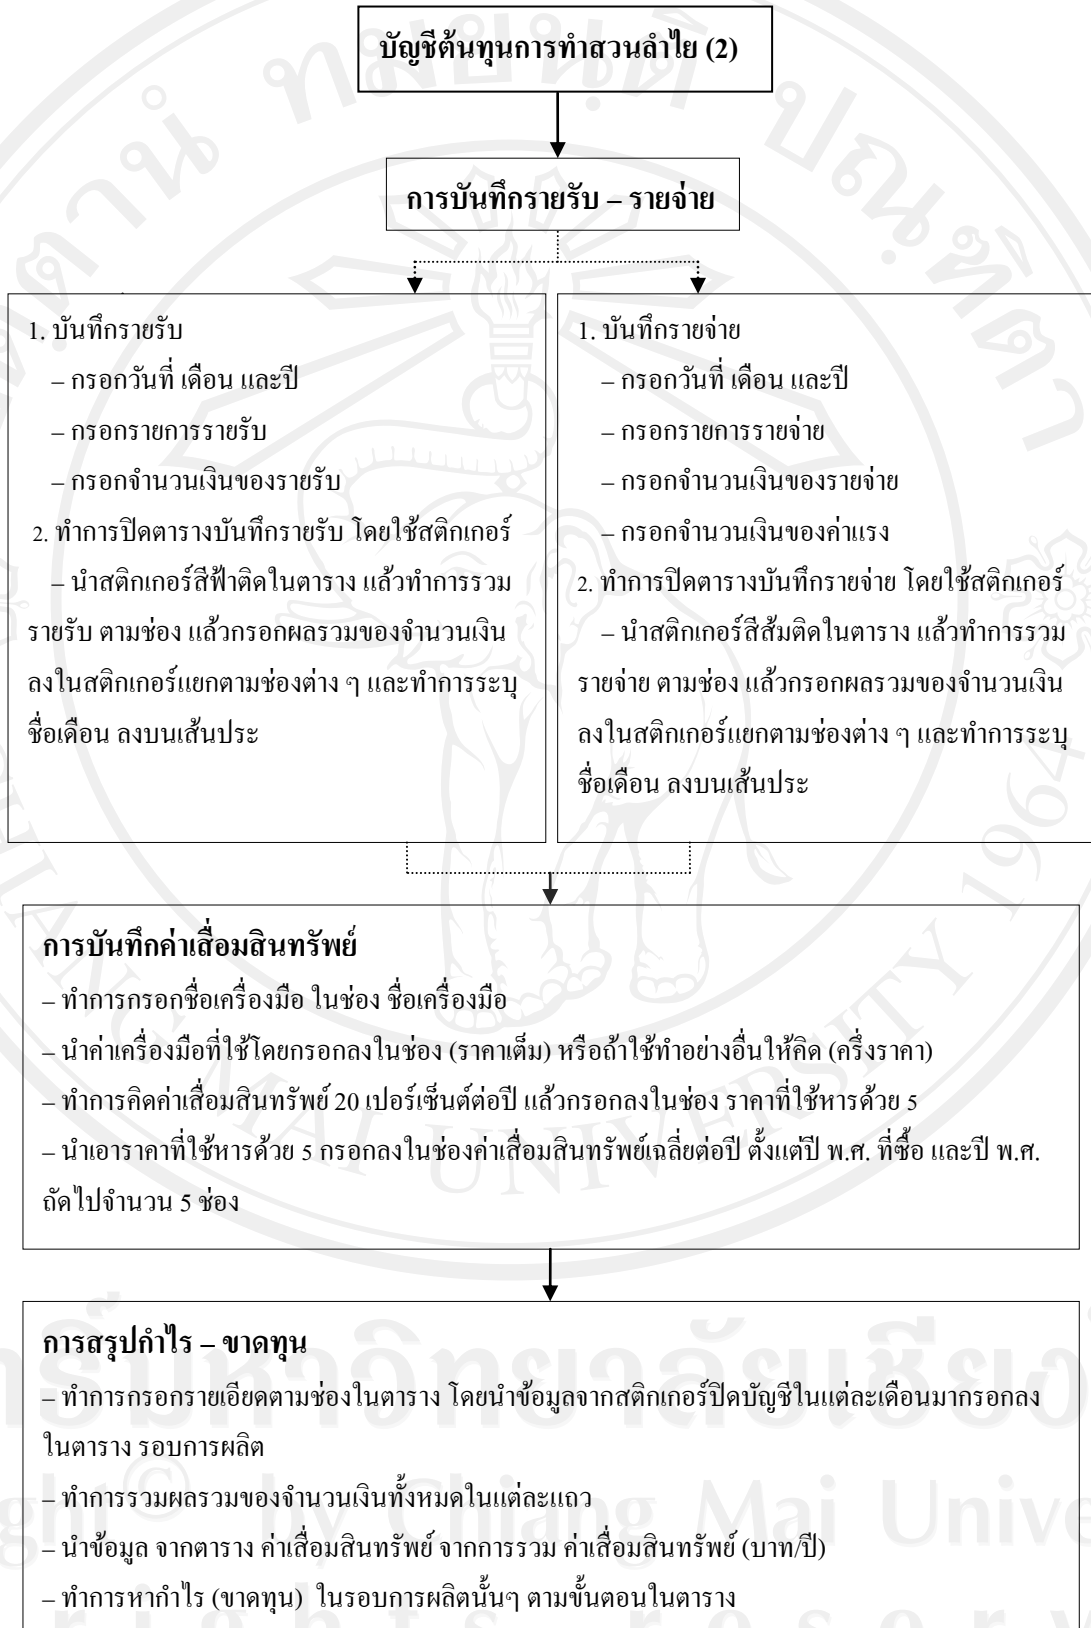 บัญชีต้นทุนการทำสวนลำไย (2)
การบันทึกรายรับ – รายจ่าย
1. บันทึกรายรับ
– กรอกวันที่ เดือน และปี
– กรอกรายการรายรับ
– กรอกจำนวนเงินของรายรับ
2. ทำการปิดตารางบันทึกรายรับ โดยใช้สติกเกอร์
– นำสติกเกอร์สีฟ้าติดในตาราง แล้วทำการรวม
รายรับ ตามช่อง แล้วกรอกผลรวมของจำนวนเงิน
ลงในสติกเกอร์แยกตามช่องต่าง ๆ และทำการระบุ
ชื่อเดือน ลงบนเส้นประ
1. บันทึกรายจ่าย
– กรอกวันที่ เดือน และปี
– กรอกรายการรายจ่าย
– กรอกจำนวนเงินของรายจ่าย
– กรอกจำนวนเงินของค่าแรง
2. ทำการปิดตารางบันทึกรายจ่าย โดยใช้สติกเกอร์
– นำสติกเกอร์สีส้มติดในตาราง แล้วทำการรวม
รายจ่าย ตามช่อง แล้วกรอกผลรวมของจำนวนเงิน
ลงในสติกเกอร์แยกตามช่องต่าง ๆ และทำการระบุ
ชื่อเดือน ลงบนเส้นประ
การบันทึกค่าเสื่อมสินทรัพย์
– ทำการกรอกชื่อเครื่องมือ ในช่อง ชื่อเครื่องมือ
– นำค่าเครื่องมือที่ใช้โดยกรอกลงในช่อง (ราคาเต็ม) หรือถ้าใช้ทำอย่างอื่นให้คิด (ครึ่งราคา)
– ทำการคิดค่าเสื่อมสินทรัพย์ 20 เปอร์เซ็นต์ต่อปี แล้วกรอกลงในช่อง ราคาที่ใช้หารด้วย 5
– นำเอาราคาที่ใช้หารด้วย 5 กรอกลงในช่องค่าเสื่อมสินทรัพย์เฉลี่ยต่อปี ตั้งแต่ปี พ.ศ. ที่ซื้อ และปี พ.ศ.
ถัดไปจำนวน 5 ช่อง
การสรุปกำไร – ขาดทุน
– ทำการกรอกรายเอียดตามช่องในตาราง โดยนำข้อมูลจากสติกเกอร์ปิดบัญชีในแต่ละเดือนมากรอกลง
ในตาราง รอบการผลิต
– ทำการรวมผลรวมของจำนวนเงินทั้งหมดในแต่ละแถว
– นำข้อมูล จากตาราง ค่าเสื่อมสินทรัพย์ จากการรวม ค่าเสื่อมสินทรัพย์ (บาท/ปี)
– ทำการหากำไร (ขาดทุน) ในรอบการผลิตนั้นๆ ตามขั้นตอนในตาราง